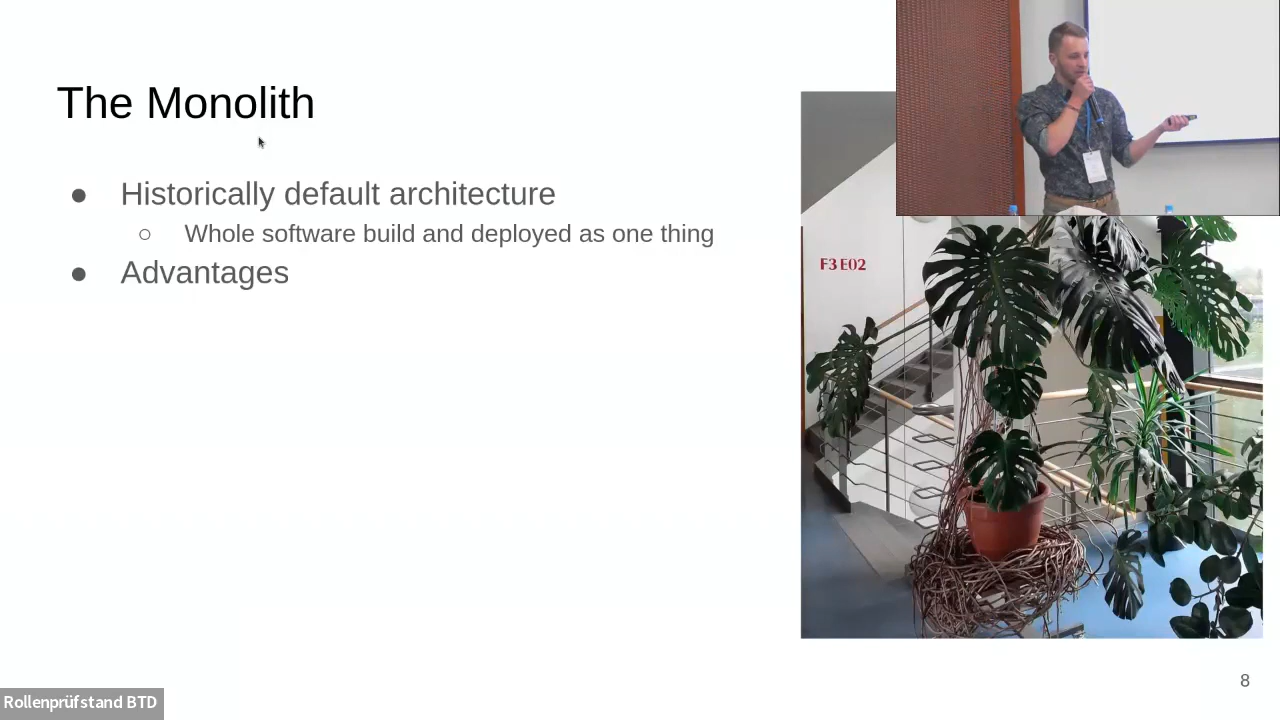 The Monolith
● Historically default architecture
○ Whole software build and deployed as one thing
● Advantages
F3 E02
8
Rollenprüfstand BTD